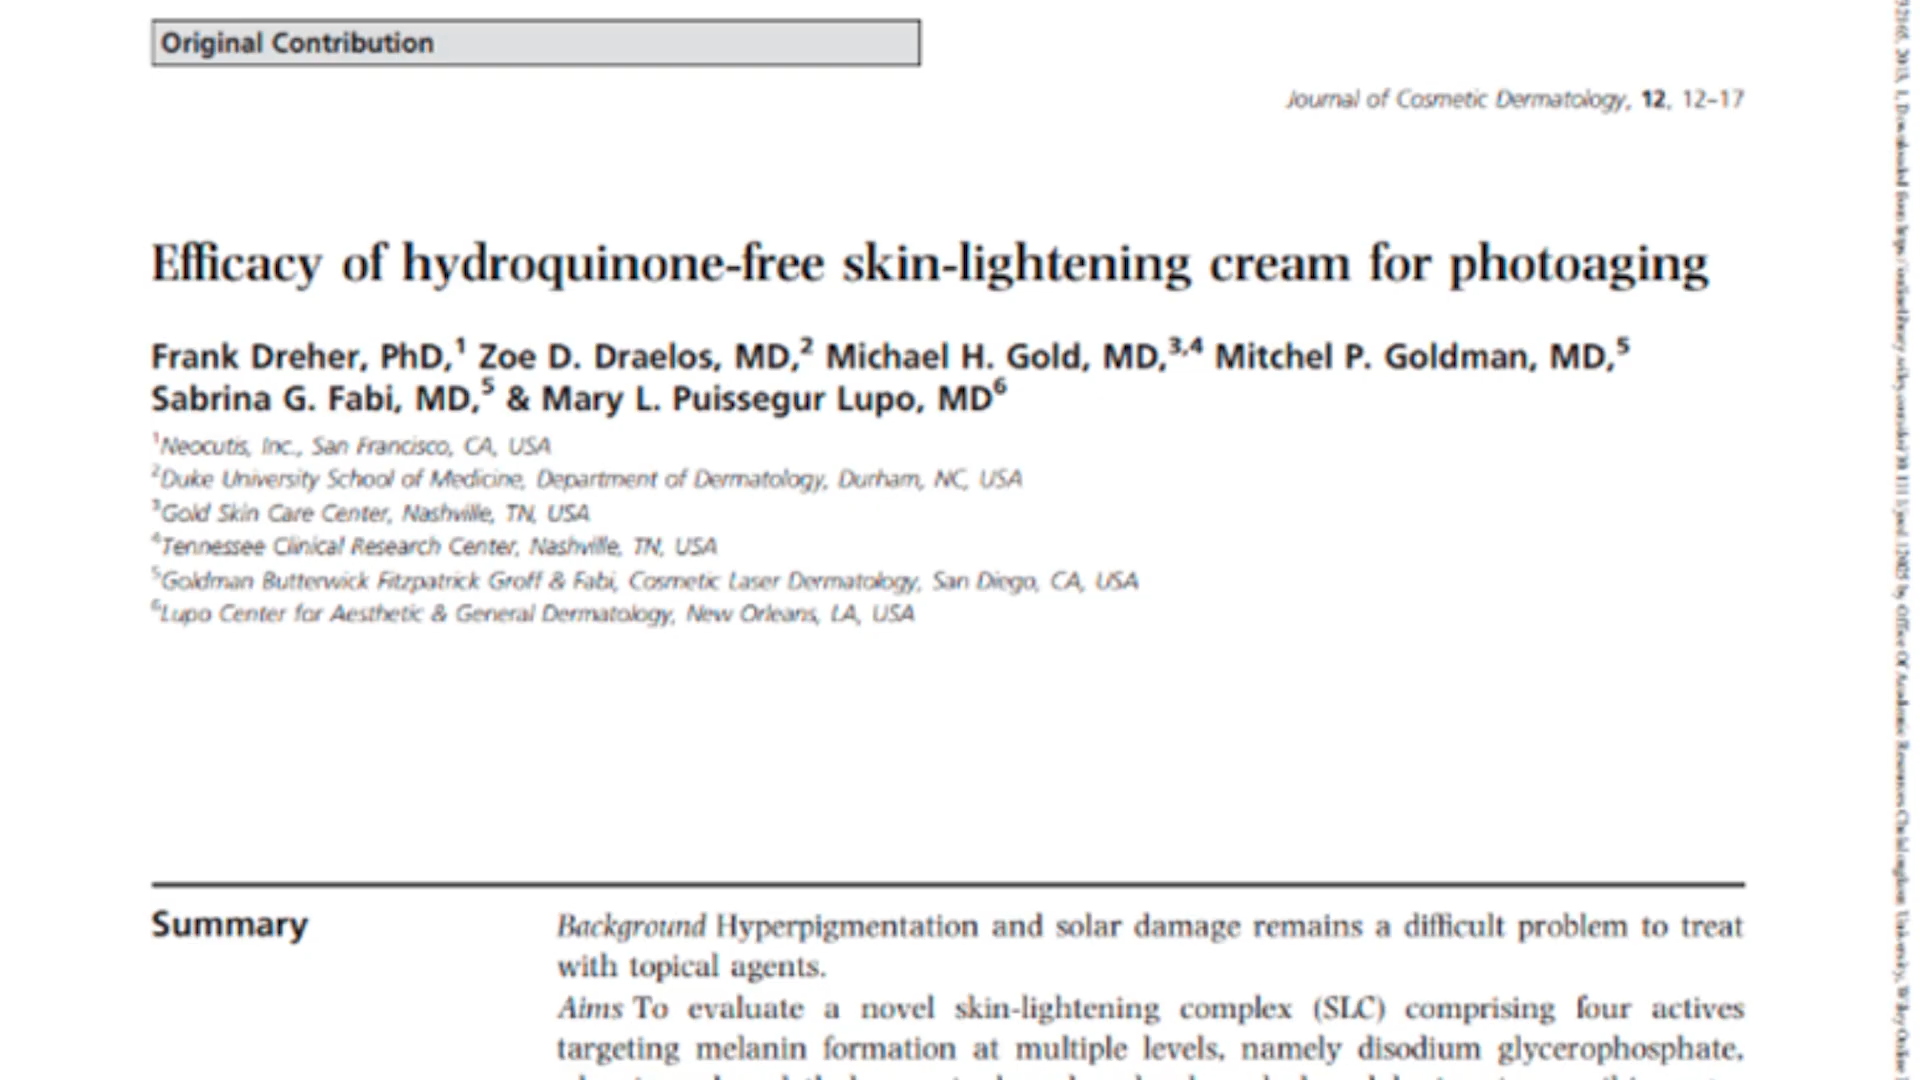 Original Contribution
Journal of Cosmetic Dermatology, 12, 12–17
Efficacy of hydroquinone-free skin-lightening cream for photoaging
Frank Dreher, PhD,1 Zoe D. Draelos, MD,2 Michael H. Gold, MD,3,4 Mitchel P. Goldman, MD,5
Sabrina G. Fabi, MD,5 & Mary L. Puissegur Lupo, MD6
1Neocutis, Inc., San Francisco, CA, USA
2Duke University School of Medicine, Department of Dermatology, Durham, NC, USA
3Gold Skin Care Center, Nashville, TN, USA
4Tennessee Clinical Research Center, Nashville, TN, USA
5Goldman Butterwick Fitzpatrick Groff & Fabi, Cosmetic Laser Dermatology, San Diego, CA, USA
6Lupo Center for Aesthetic & General Dermatology, New Orleans, LA, USA
Summary
Background Hyperpigmentation and solar damage remains a difficult problem to treat
with topical agents.
Aims To evaluate a novel skin-lightening complex (SLC) comprising four actives
targeting melanin formation at multiple levels, namely disodium glycerophosphate,